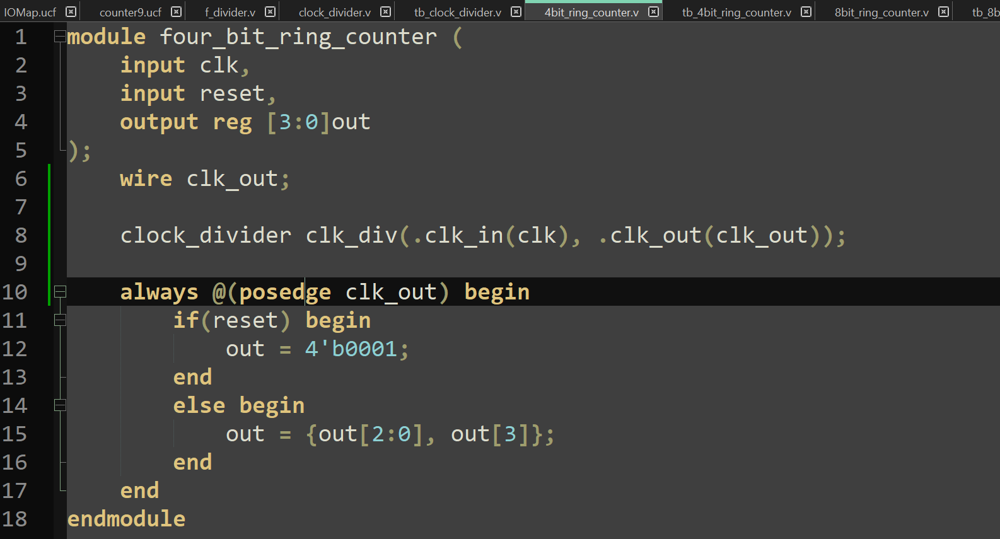 IOMap.ucf counter9.ucf f_divider.v clock_divider.v tb_clock_divider.v 4bit_ring_counter.v tb_4bit_ring_counter.v 8bit_ring_counter.v tb_8b
1 module four_bit_ring_counter (
2     input clk,
3     input reset,
4     output reg [3:0]out
5 );
6     wire clk_out;
7
8     clock_divider clk_div(.clk_in(clk), .clk_out(clk_out));
9
10     always @(posedge clk_out) begin
11         if(reset) begin
12             out = 4'b0001;
13         end
14         else begin
15             out = {out[2:0], out[3]};
16         end
17     end
18 endmodule